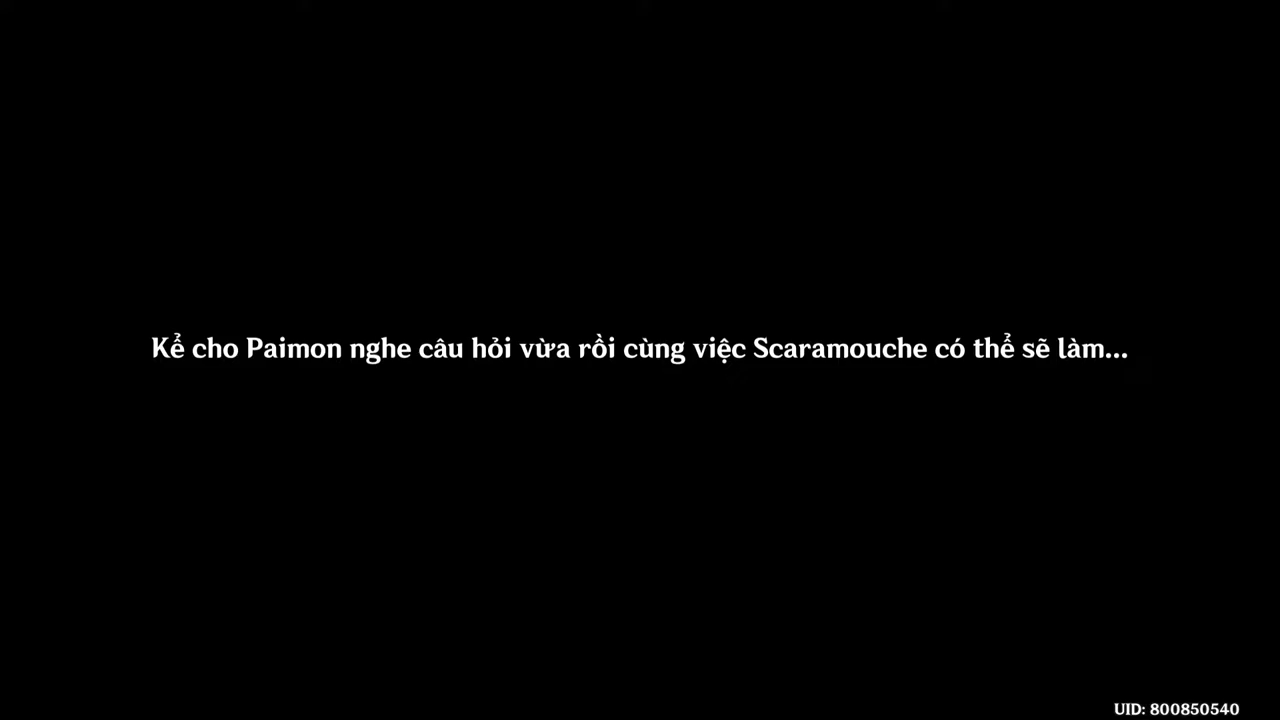 Kể cho Paimon nghe câu hỏi vừa rồi cùng việc Scaramouche có thể sẽ làm...
UID: 800850540